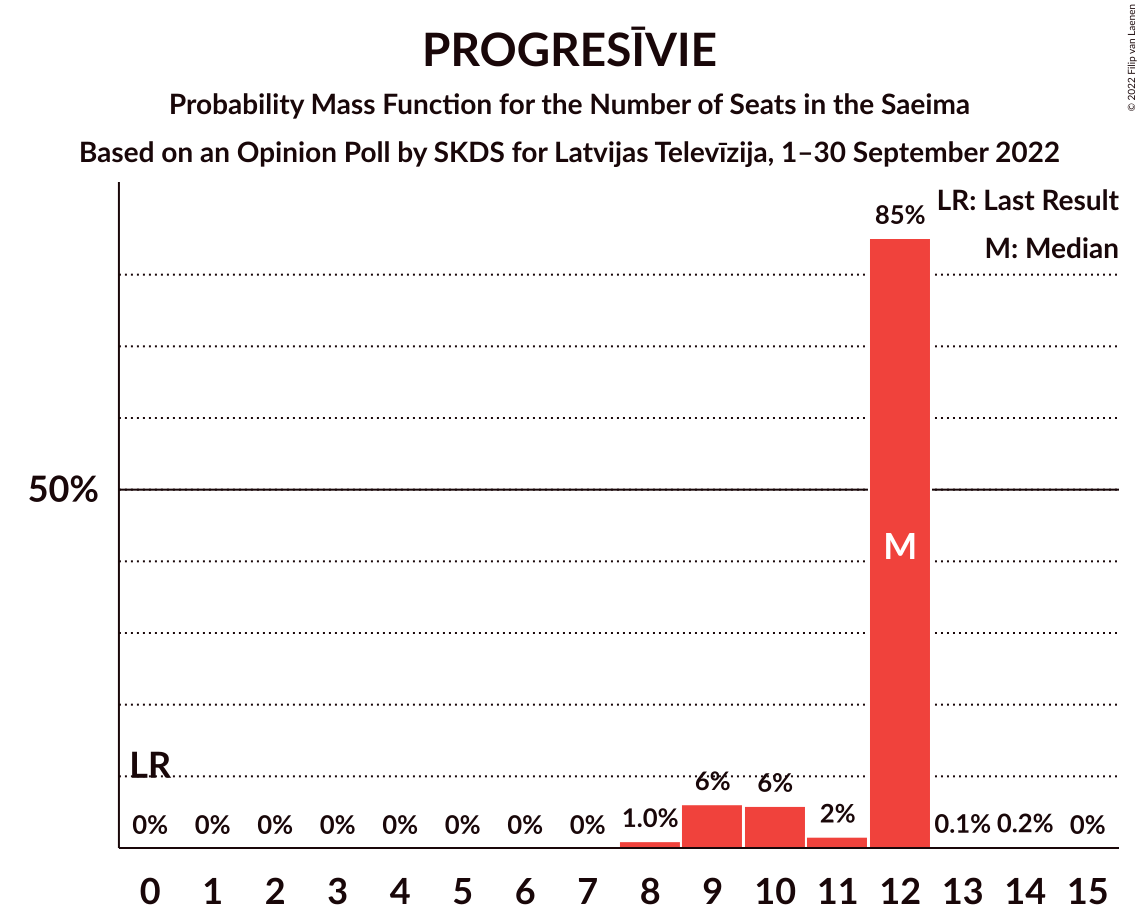 PROGRESĪVIE
Probability Mass Function for the Number of Seats in the Saeima
Based on an Opinion Poll by SKDS for Latvijas Televīzija, 1–30 September 2022
© 2022 Filip van Laenen
LR: Last Result
M: Median
85%
50%
M
LR
0% 0% 0% 0% 0% 0% 0% 0% 1.0% 6% 6% 2% 0.1% 0.2% 0%
0 1 2 3 4 5 6 7 8 9 10 11 12 13 14 15